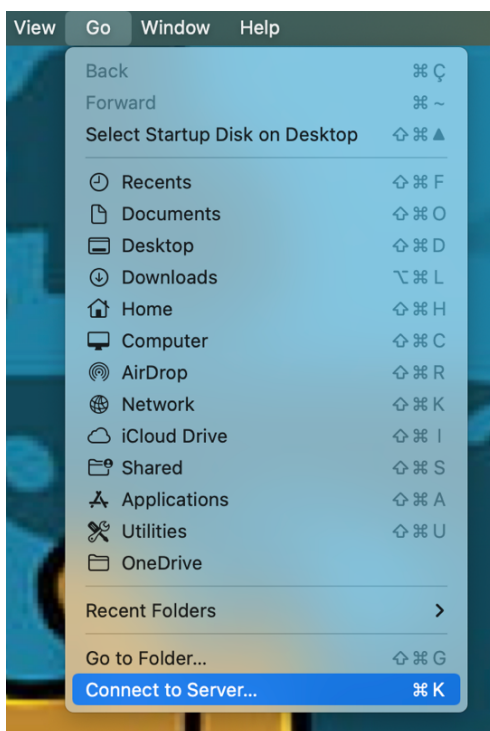 View Go Window Help
Back ⌘ Ç
Forward ⌘ ~
Select Startup Disk on Desktop ⇧ ⌘ ▲
Recents ⇧ ⌘ F
Documents ⇧ ⌘ O
Desktop ⇧ ⌘ D
Downloads ⌥ ⌘ L
Home ⇧ ⌘ H
Computer ⇧ ⌘ C
AirDrop ⇧ ⌘ R
Network ⇧ ⌘ K
iCloud Drive ⇧ ⌘ I
Shared ⇧ ⌘ S
Applications ⇧ ⌘ A
Utilities ⇧ ⌘ U
OneDrive
Recent Folders
Go to Folder... ⇧ ⌘ G
Connect to Server... ⌘ K